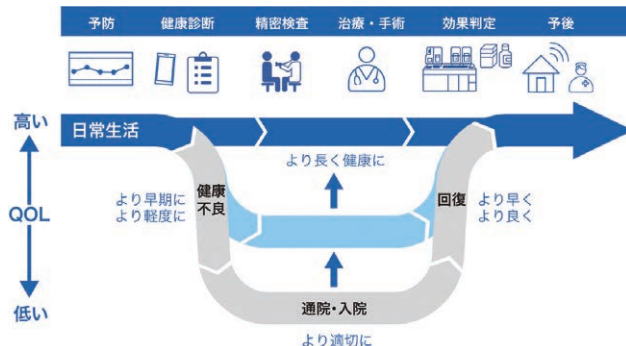 予防
健康診断
精密検査
治療・手術
効果判定
予後
高い
日常生活
より長く健康に
より早期に
より軽度に
健康
不良
回復
より早く
より良く
QOL
通院・入院
低い
より適切に